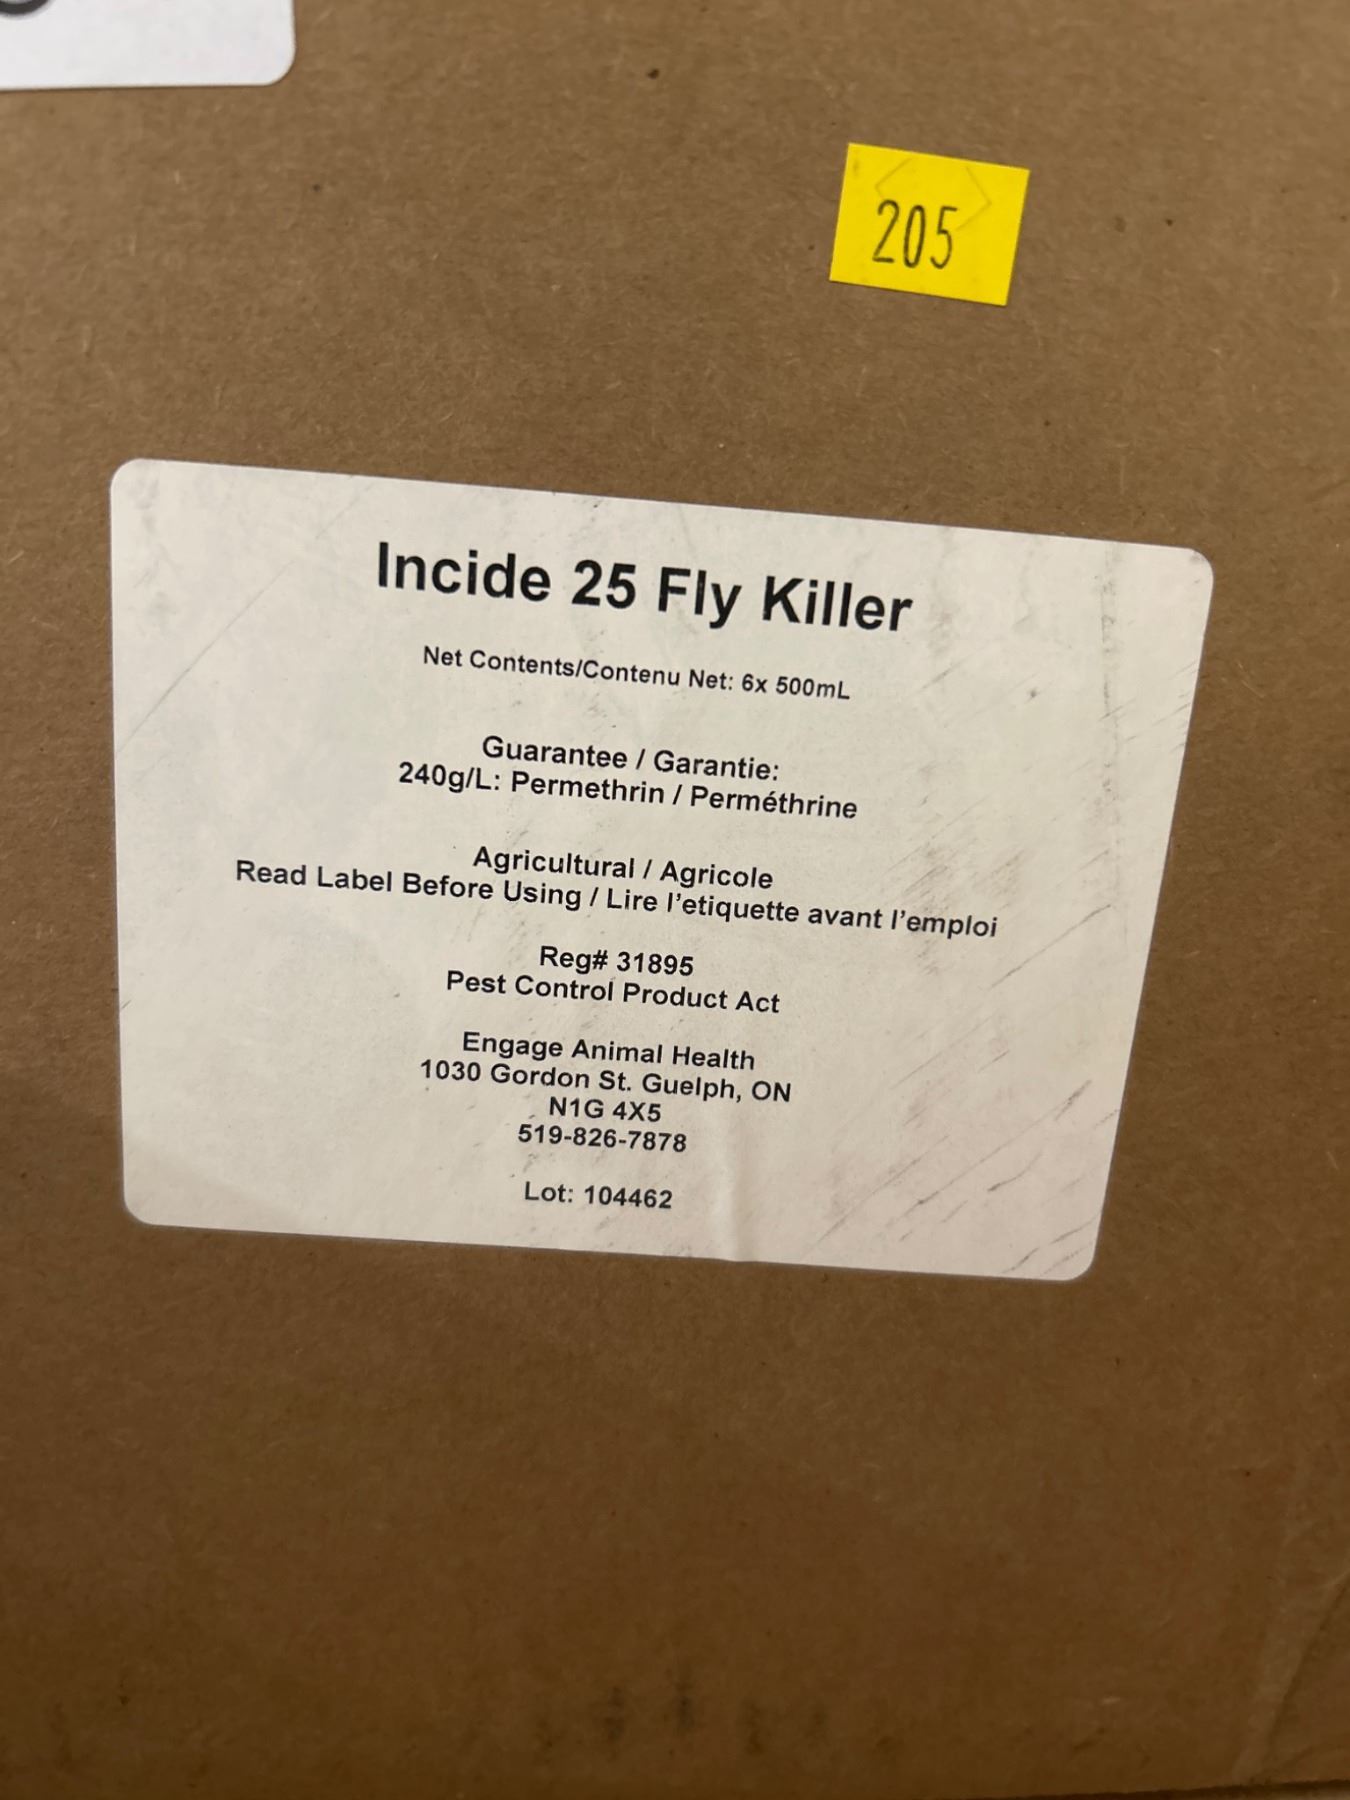 205
Incide 25 Fly Killer
Net Contents/Contenu Net: 6x 500mL
Guarantee / Garantie:
240g/L: Permethrin / Perméthrine
Agricultural / Agricole
Read Label Before Using / Lire l'etiquette avant l'emploi
Reg# 31895
Pest Control Product Act
Engage Animal Health
1030 Gordon St. Guelph, ON
N1G 4X5
519-826-7878
Lot: 104462